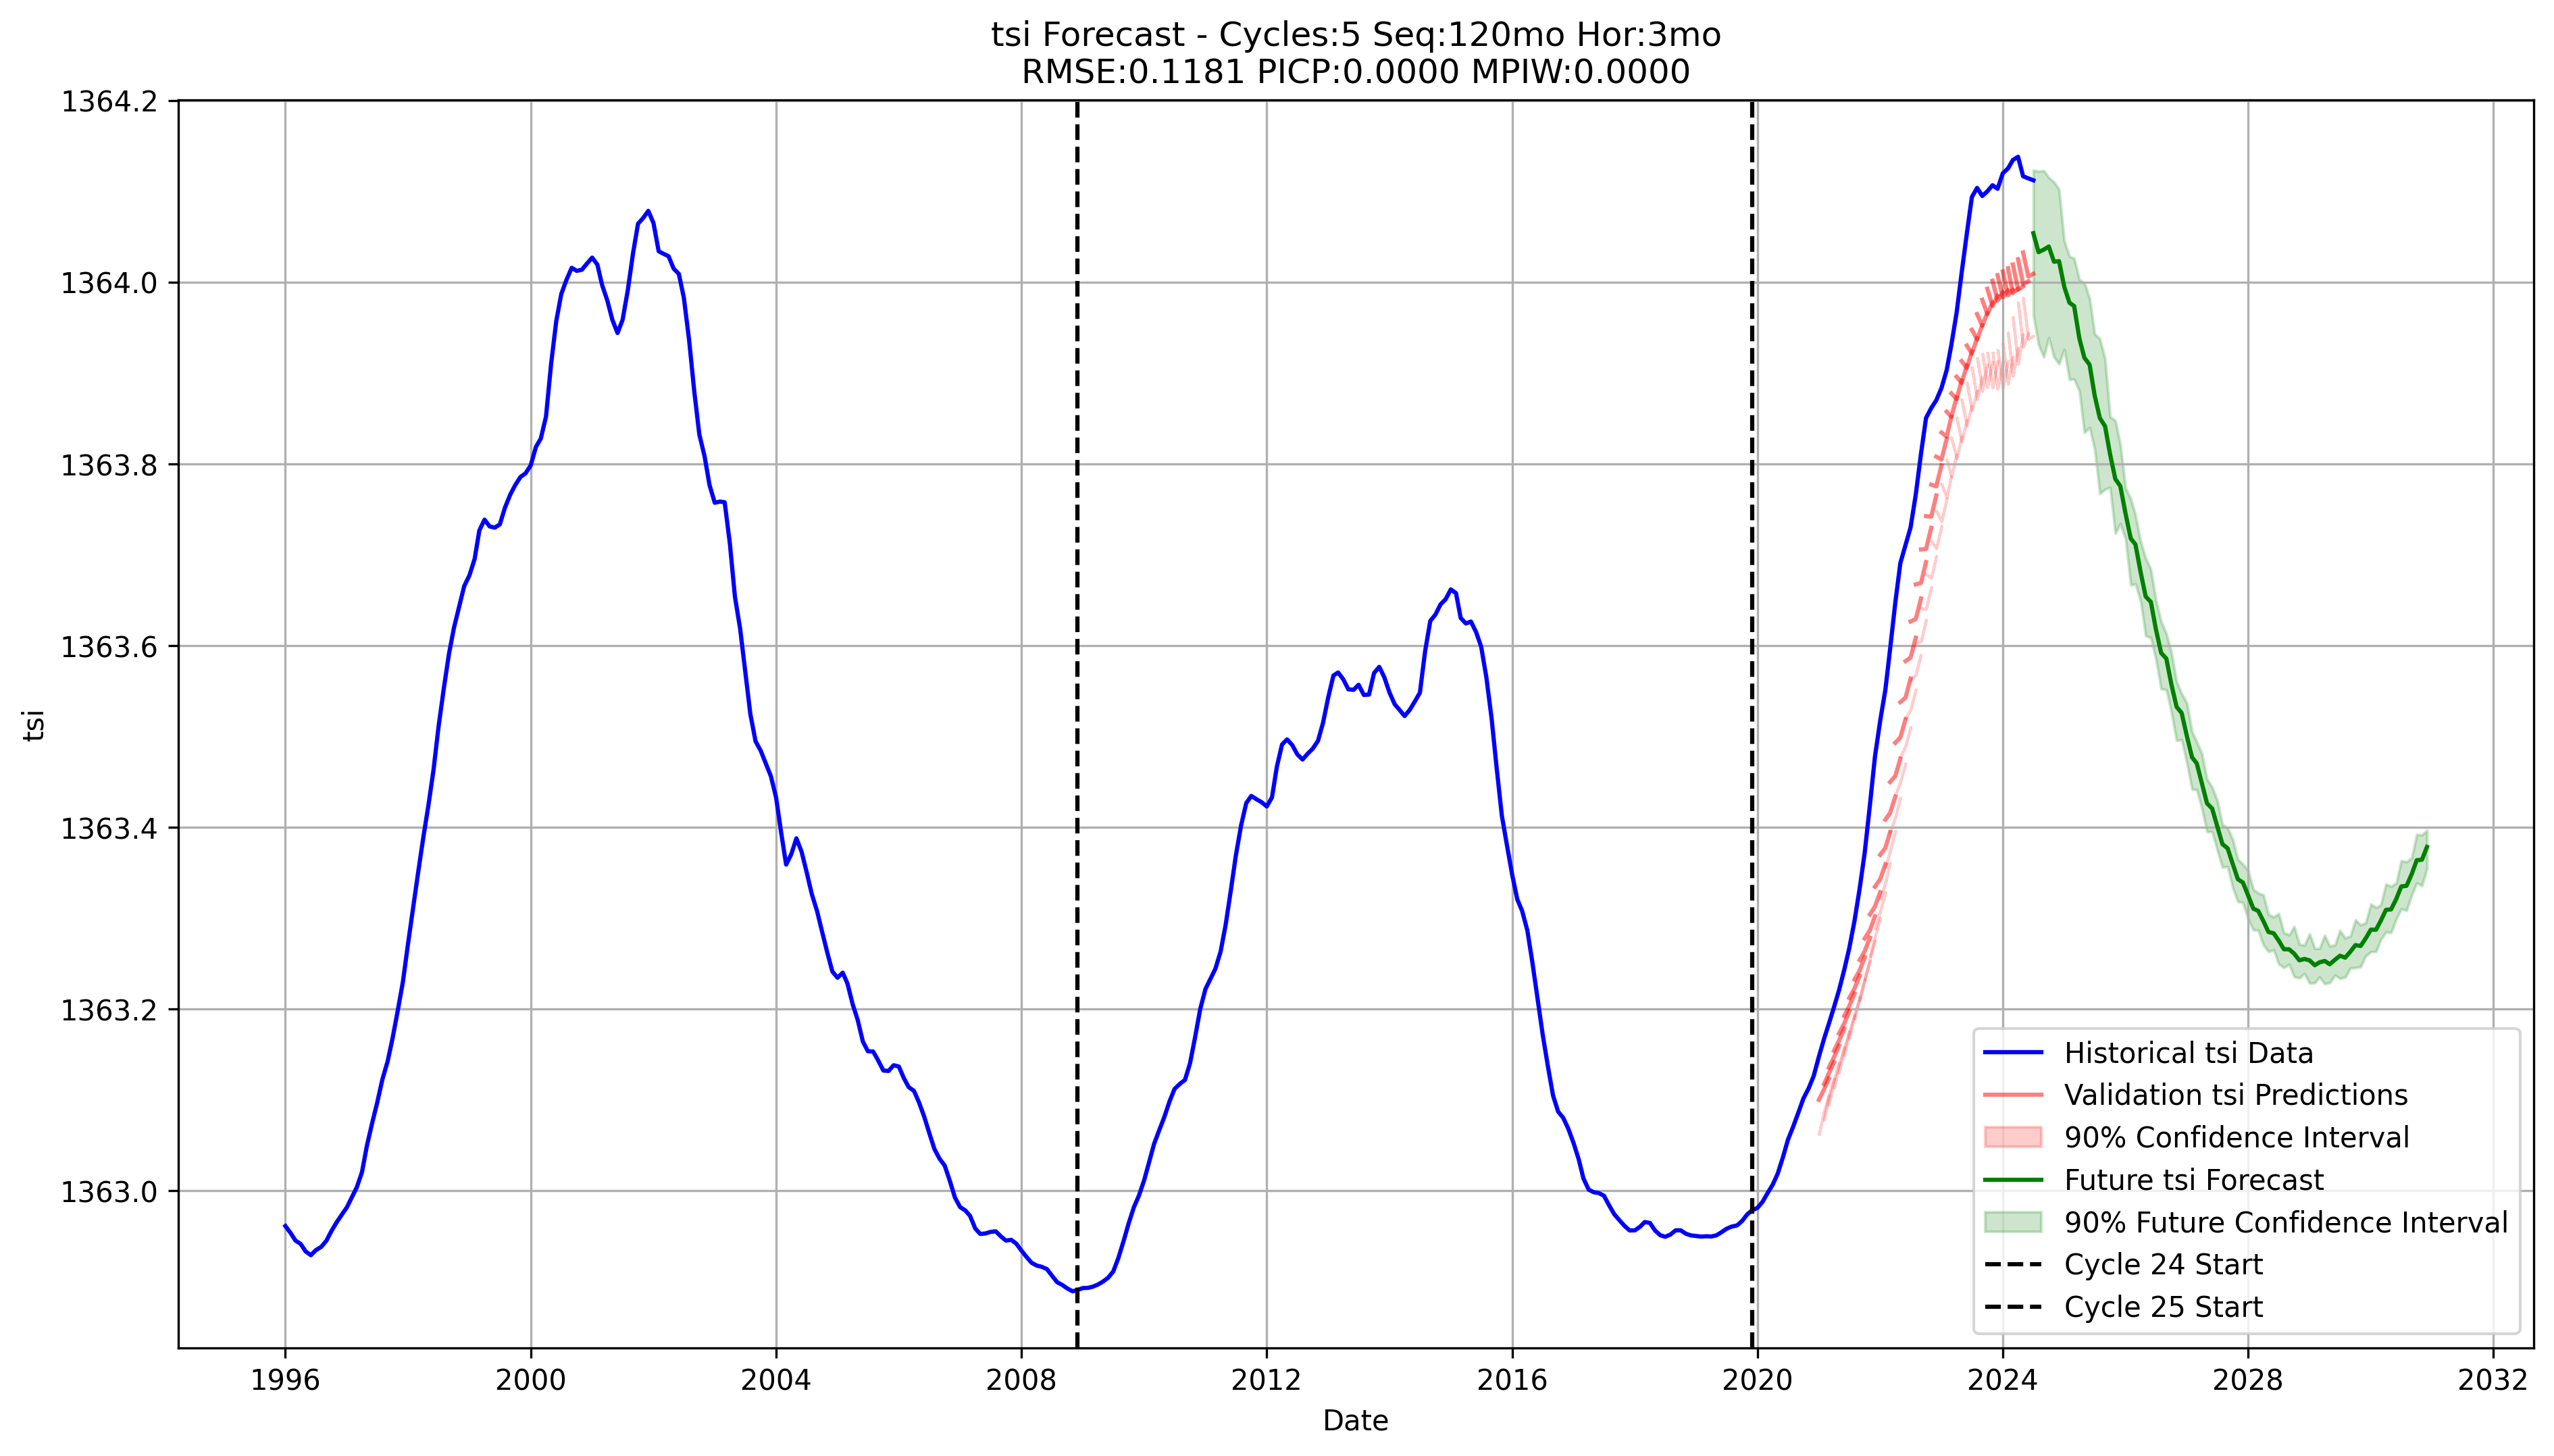 tsi Forecast - Cycles:5 Seq:120mo Hor:3mo
RMSE:0.1181 PICP:0.0000 MPIW:0.0000
1364.2
1364.0
1363.8
1363.6
1363.4
1363.2
1363.0
tsi
1996 2000 2004 2008 2012 2016 2020 2024 2028 2032
Date
Historical tsi Data
Validation tsi Predictions
90% Confidence Interval
Future tsi Forecast
90% Future Confidence Interval
Cycle 24 Start
Cycle 25 Start